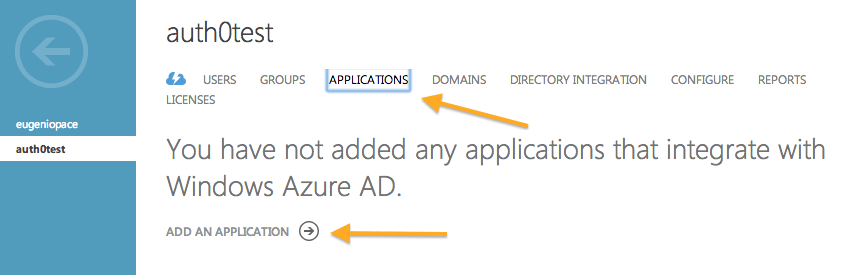 auth0test
USERS GROUPS APPLICATIONS DOMAINS DIRECTORY INTEGRATION CONFIGURE REPORTS
LICENSES
eugeniopace
auth0test
You have not added any applications that integrate with
Windows Azure AD.
ADD AN APPLICATION